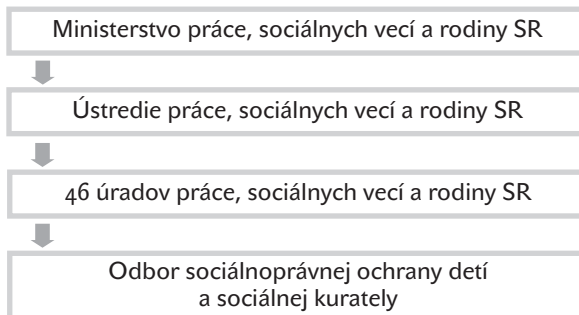 Ministerstvo práce, sociálnych vecí a rodiny SR
Ústredie práce, sociálnych vecí a rodiny SR
46 úradov práce, sociálnych vecí a rodiny SR
Odbor sociálnoprávnej ochrany detí
a sociálnej kurately